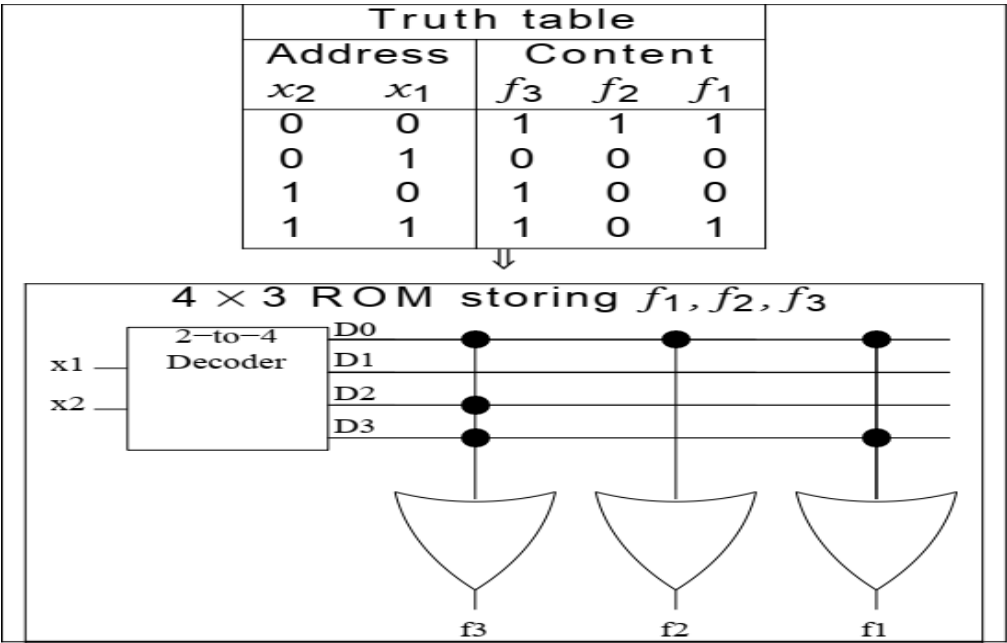 Truth table
Address Content
x2 x1 f3 f2 f1
0 0 1 1 1
0 1 0 0 0
1 0 1 0 0
1 1 1 0 1
⇓
4 × 3 ROM storing f1, f2, f3
2-to-4
Decoder
x1
x2
D0
D1
D2
D3
f3 f2 f1